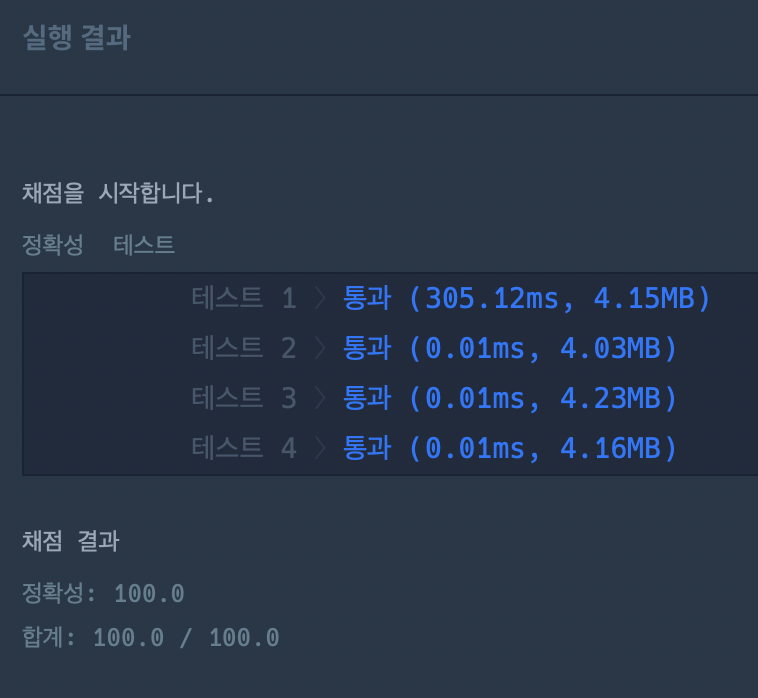 실행 결과
채점을 시작합니다.
정확성 테스트
테스트 1 〉 통과 (305.12ms, 4.15MB)
테스트 2 〉 통과 (0.01ms, 4.03MB)
테스트 3 〉 통과 (0.01ms, 4.23MB)
테스트 4 〉 통과 (0.01ms, 4.16MB)
채점 결과
정확성: 100.0
합계: 100.0 / 100.0